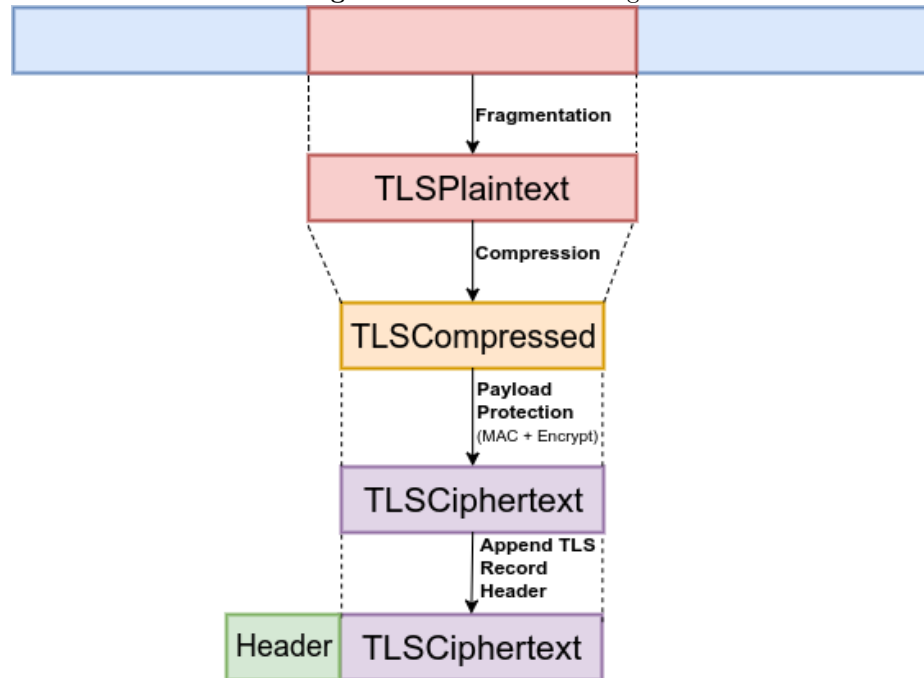 Fragmentation
TLSPlaintext
Compression
TLSCompressed
Payload
Protection
(MAC + Encrypt)
TLSCiphertext
Append TLS
Record
Header
Header
TLSCiphertext